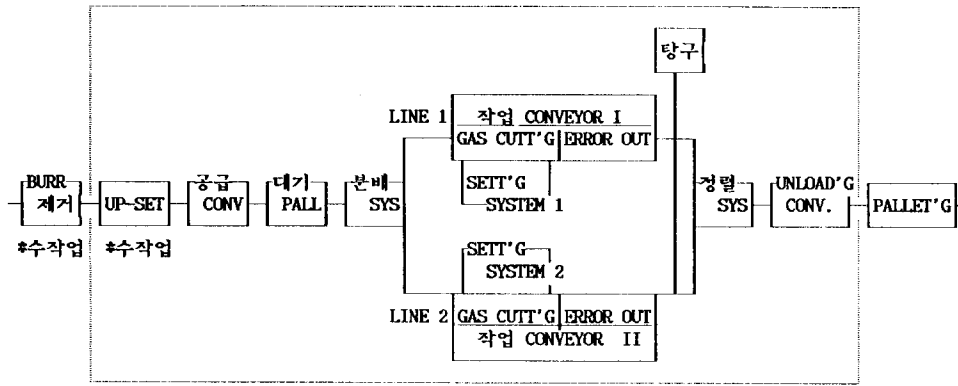 탕구
LINE 1
작업 CONVEYOR I
GAS CUTT'G ERROR OUT
SETT'G
SYSTEM 1
BURR
제거
*수작업
UP-SET
*수작업
공급
CONV
대기
PALL
분배
SYS
정렬
SYS
UNLOAD'G
CONV.
PALLET'G
SETT'G
SYSTEM 2
LINE 2
GAS CUTT'G ERROR OUT
작업 CONVEYOR II